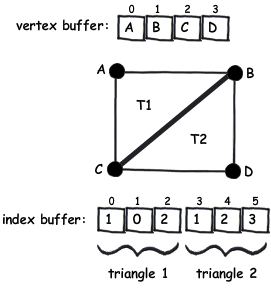 0 1 2 3
vertex buffer: A B C D
A B
T1
T2
C D
0 1 2 3 4 5
index buffer: 1 0 2 1 2 3
triangle 1 triangle 2